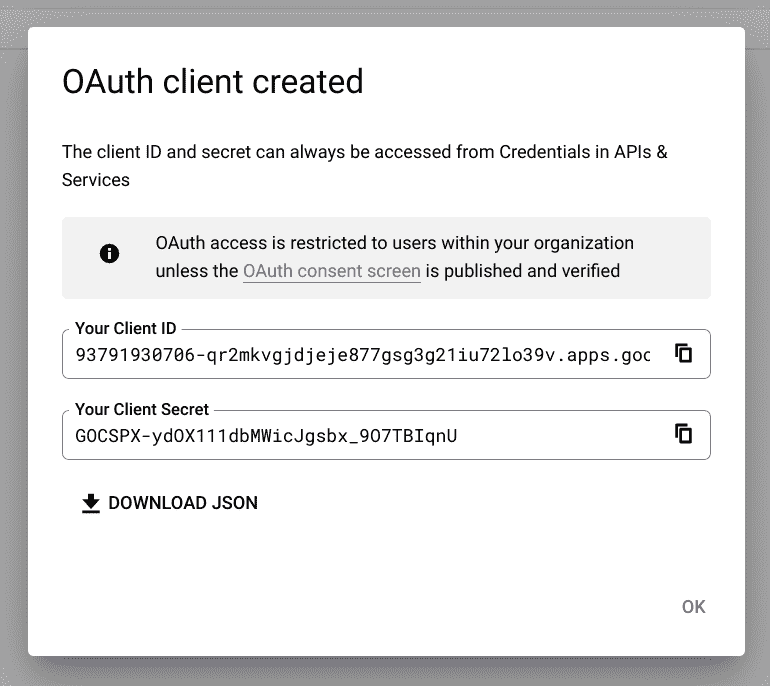 OAuth client created
The client ID and secret can always be accessed from Credentials in APIs &
Services
OAuth access is restricted to users within your organization
unless the OAuth consent screen is published and verified
Your Client ID
93791930706-qr2mkvgjdjeje877gsg3g21iu72lo39v.apps.goo
Your Client Secret
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
DOWNLOAD JSON
OK